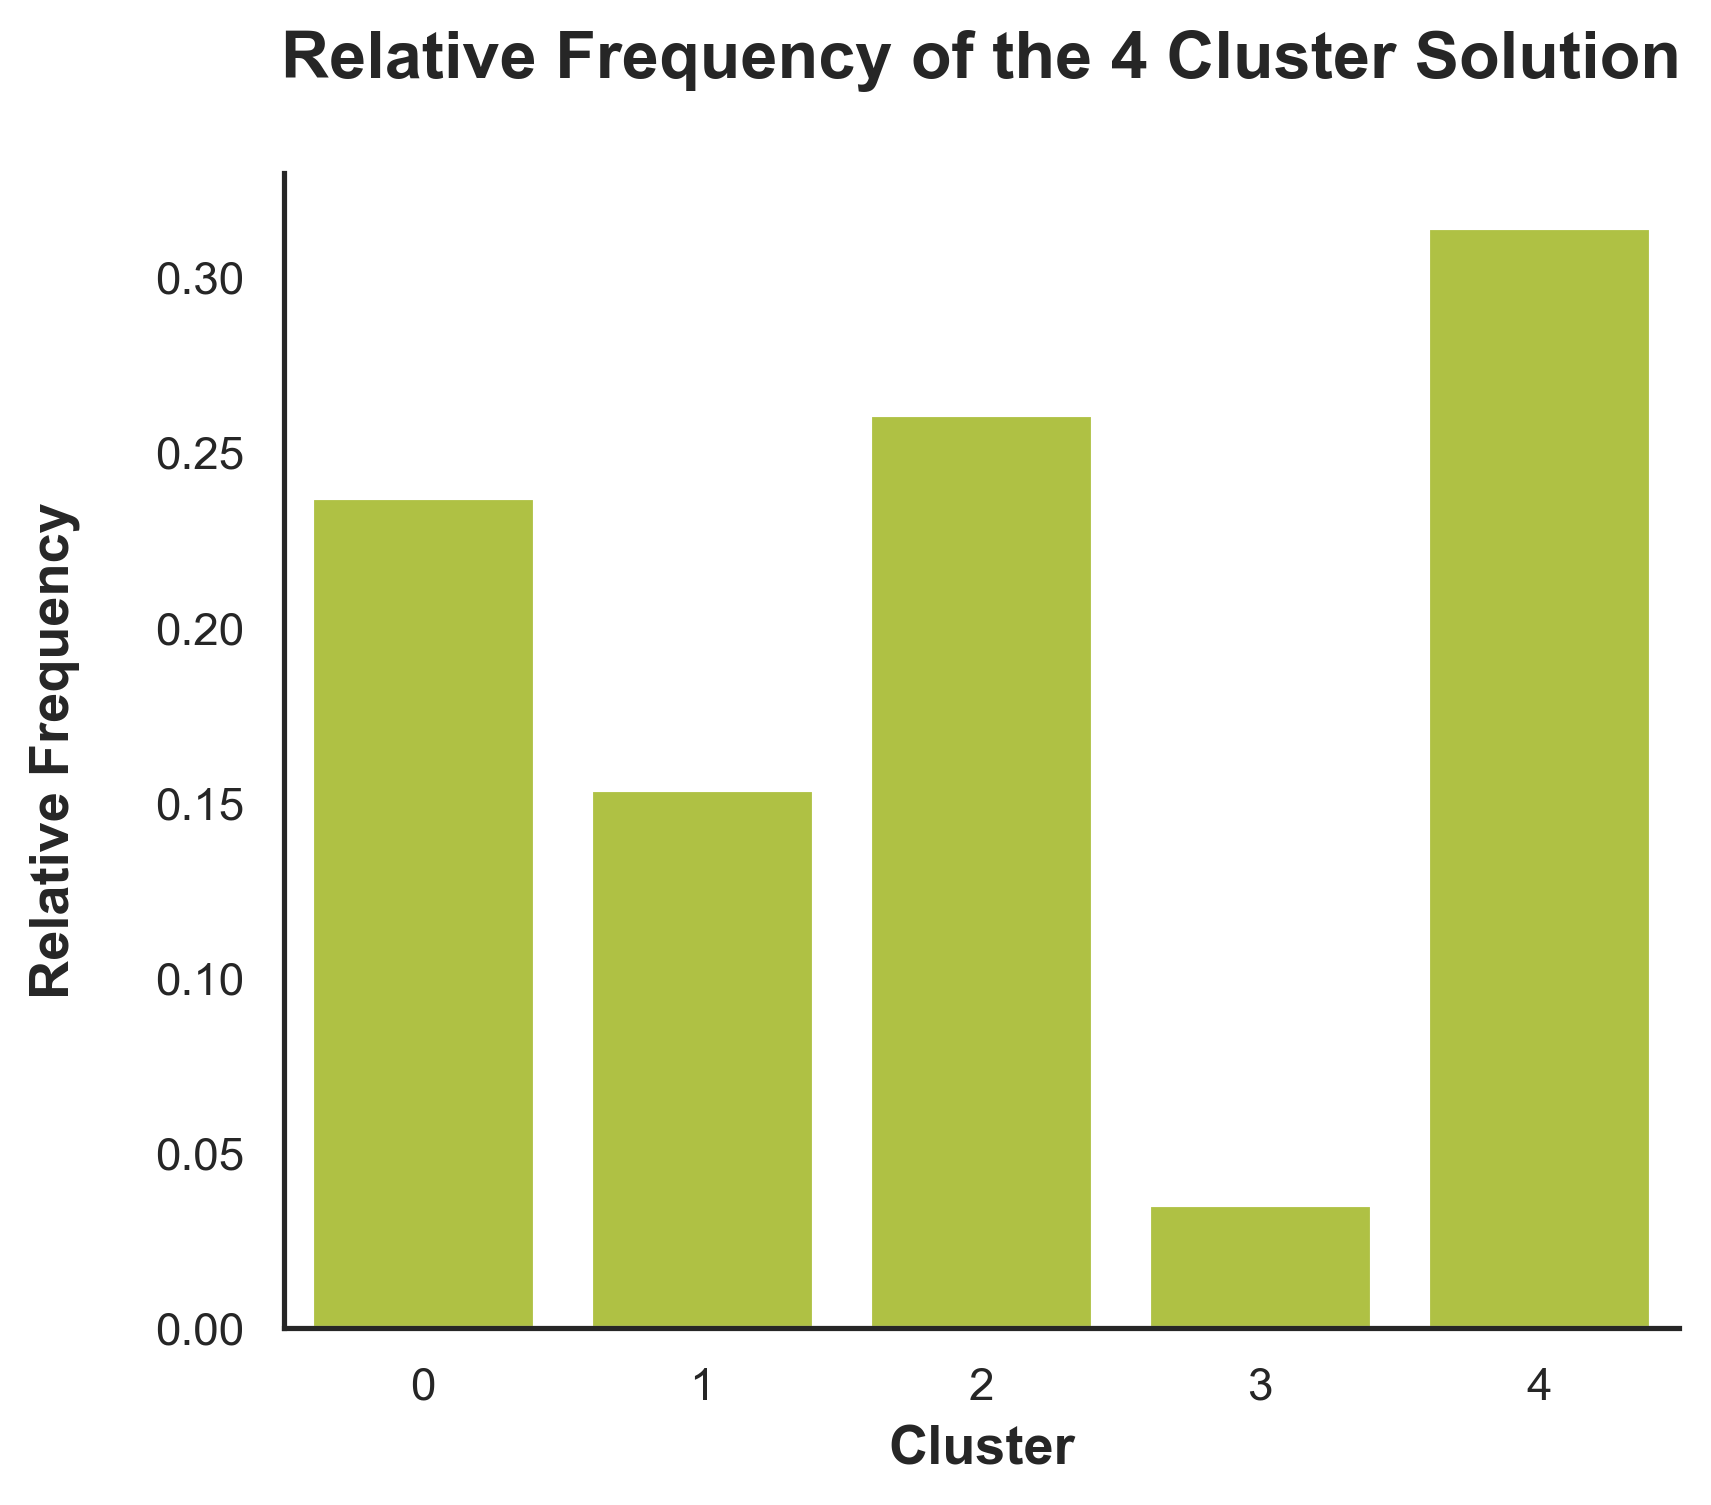 Relative Frequency of the 4 Cluster Solution
Relative Frequency
0.30
0.25
0.20
0.15
0.10
0.05
0.00
0 1 2 3 4
Cluster